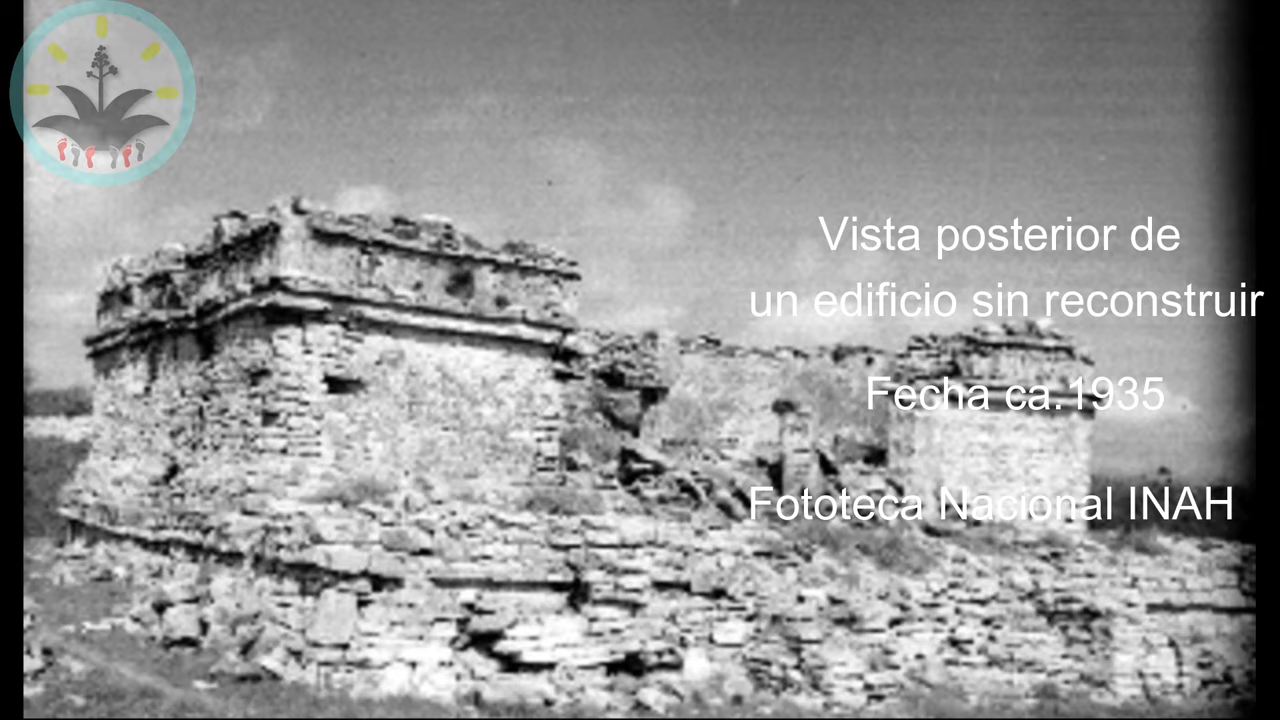 Vista posterior de
un edificio sin reconstruir
Fecha ca.1935
Fototeca Nacional INAH